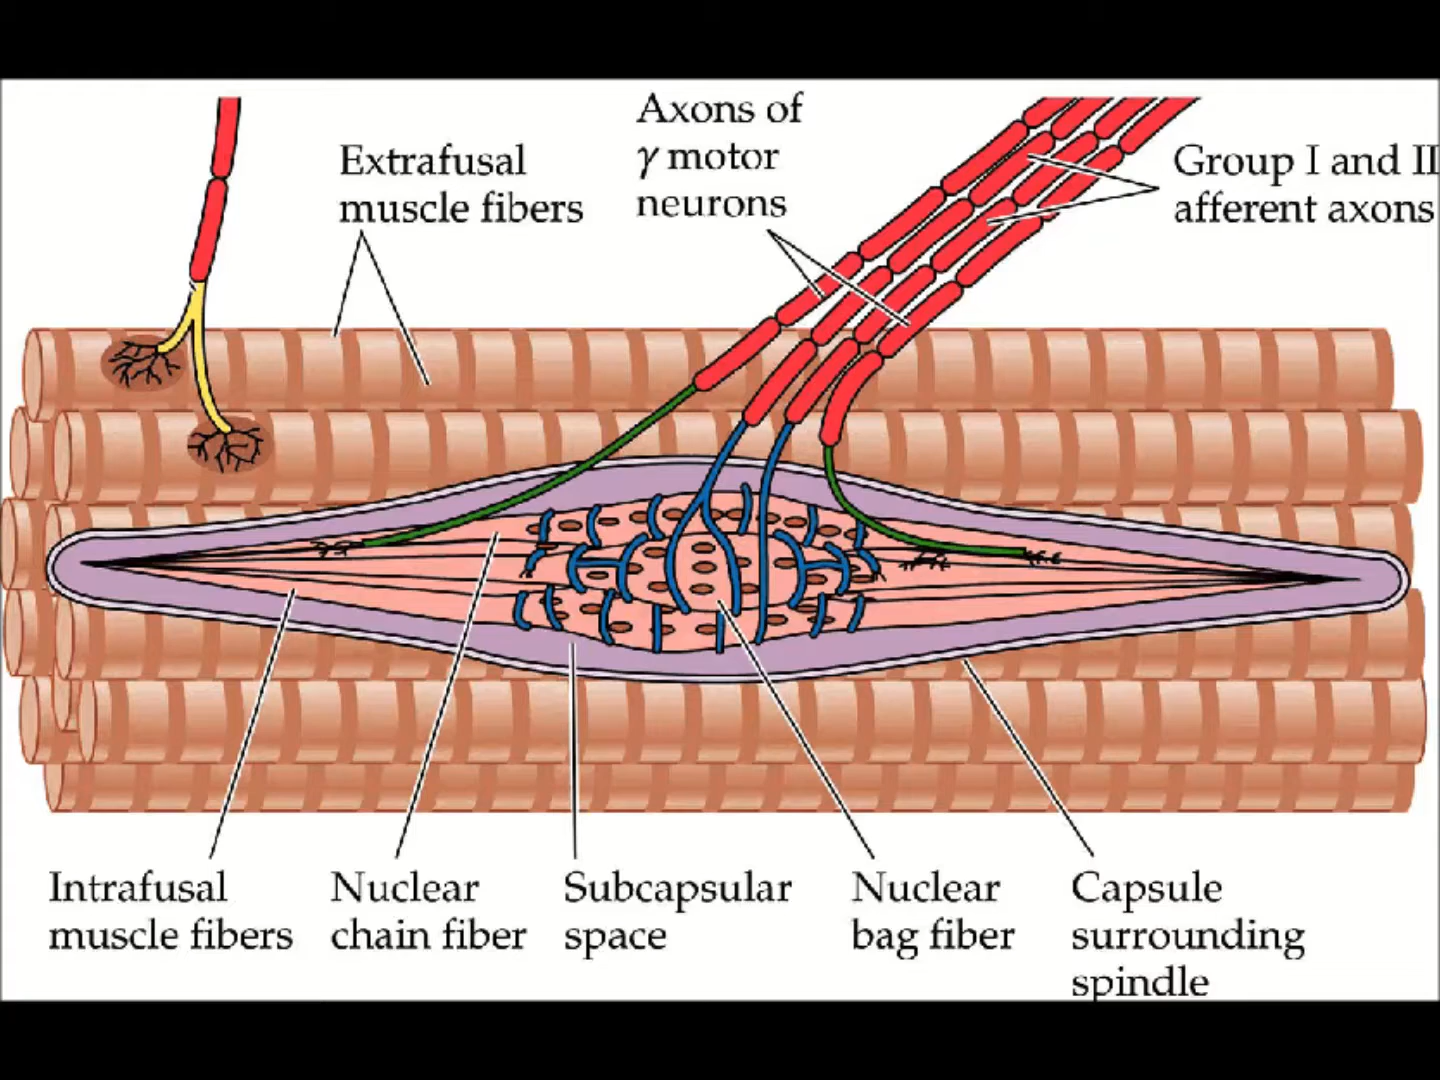 Extrafusal
muscle fibers
Axons of
γ motor
neurons
Group I and II
afferent axons
Intrafusal
muscle fibers
Nuclear
chain fiber
Subcapsular
space
Nuclear
bag fiber
Capsule
surrounding
spindle